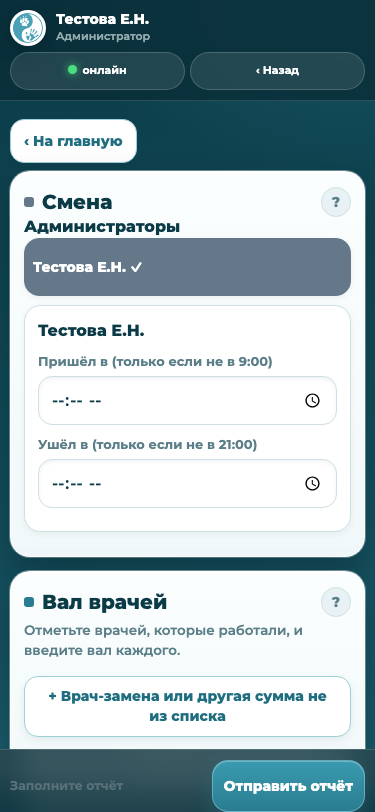 Тестова Е.Н.
Администратор
онлайн
‹ Назад
‹ На главную
Смена
?
Администраторы
Тестова Е.Н. ✓
Тестова Е.Н.
Пришёл в (только если не в 9:00)
--:-- --
Ушёл в (только если не в 21:00)
--:-- --
Вал врачей
?
Отметьте врачей, которые работали, и
введите вал каждого.
+ Врач-замена или другая сумма не
из списка
Заполните отчёт
Отправить отчёт